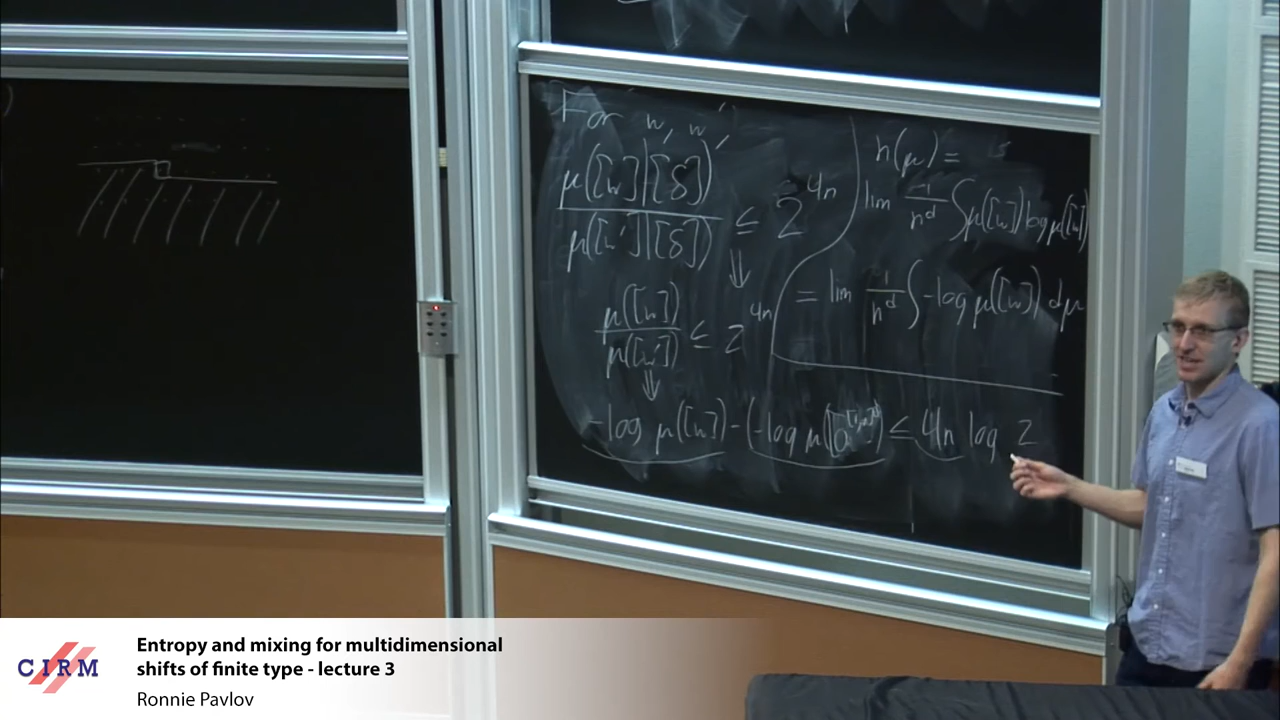 For w, w'
μ([w]|[δ])
μ([w']|[δ])
≤ 2^{4n}
⇓
μ([w])
μ([w'])
≤ 2^{4n}
⇓
-log μ([w]) - (-log μ([0^{[1,n]^d}]) ≤ 4n log 2
h(μ) =
lim -1/n^d ∫ μ([w]) log μ([w])
= lim 1/n^d ∫ -log μ([w]) dμ
CIRM
Entropy and mixing for multidimensional
shifts of finite type - lecture 3
Ronnie Pavlov